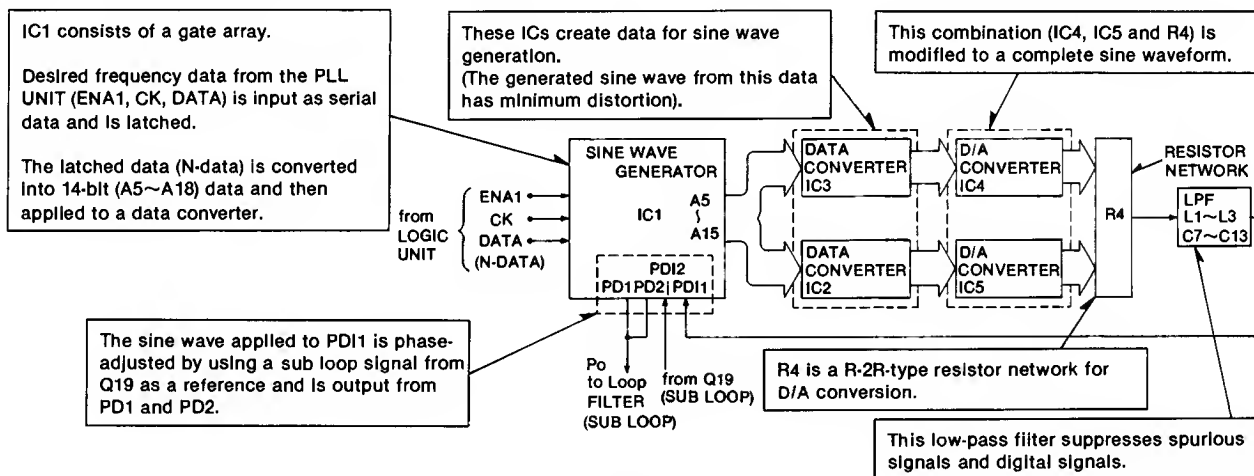 IC1 consists of a gate array.
Desired frequency data from the PLL
UNIT (ENA1, CK, DATA) is input as serial
data and is latched.
The latched data (N-data) is converted
into 14-bit (A5~A18) data and then
applied to a data converter.
These ICs create data for sine wave
generation.
(The generated sine wave from this data
has minimum distortion).
This combination (IC4, IC5 and R4) is
modified to a complete sine waveform.
from
LOGIC
UNIT
ENA1
CK
DATA
(N-DATA)
SINE WAVE
GENERATOR
IC1
A5
~
A15
PDI2
PD1 PD2 PDI1
DATA
CONVERTER
IC3
D/A
CONVERTER
IC4
DATA
CONVERTER
IC2
D/A
CONVERTER
IC5
R4
RESISTOR
NETWORK
LPF
L1~L3
C7~C13
The sine wave applied to PDI1 is phase-
adjusted by using a sub loop signal from
Q19 as a reference and is output from
PD1 and PD2.
Po
to Loop
FILTER
(SUB LOOP)
from Q19
(SUB LOOP)
R4 is a R-2R-type resistor network for
D/A conversion.
This low-pass filter suppresses spurious
signals and digital signals.